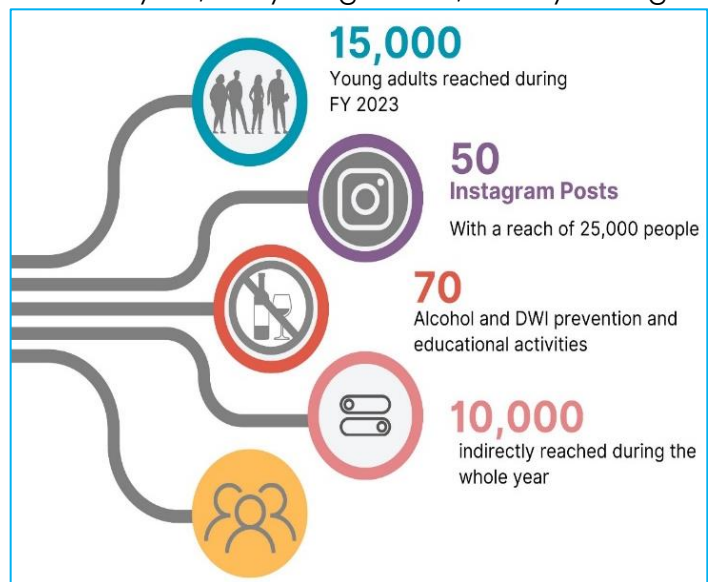 15,000
Young adults reached during
FY 2023
50
Instagram Posts
With a reach of 25,000 people
70
Alcohol and DWI prevention and
educational activities
10,000
indirectly reached during the
whole year